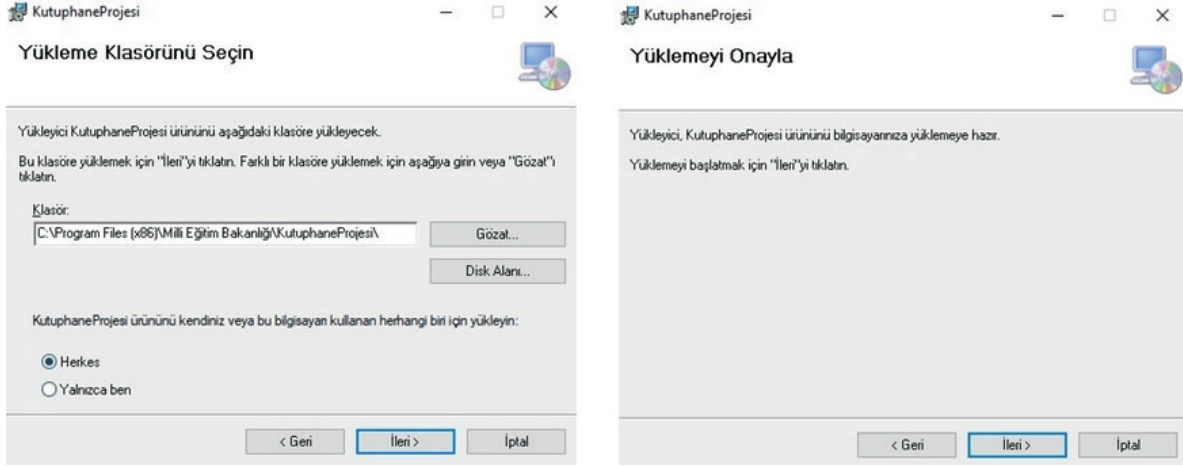 KutuphaneProjesi
Yükleme Klasörünü Seçin
Yükleyici KutuphaneProjesi ürününü aşağıdaki klasöre yükleyecek.
Bu klasöre yüklemek için "İleri"yi tıklatın. Farklı bir klasöre yüklemek için aşağıya girin veya "Gözat"ı
tıklatın.
Klasör:
C:\Program Files (x86)\Milli Eğitim Bakanlığı\KutuphaneProjesi\
Gözat...
Disk Alanı...
KutuphaneProjesi ürününü kendiniz veya bu bilgisayarı kullanan herhangi biri için yükleyin:
Herkes
Yalnızca ben
< Geri
İleri >
İptal
KutuphaneProjesi
Yüklemeyi Onayla
Yükleyici, KutuphaneProjesi ürününü bilgisayarınıza yüklemeye hazır.
Yüklemeyi başlatmak için "İleri"yi tıklatın.
< Geri
İleri >
İptal